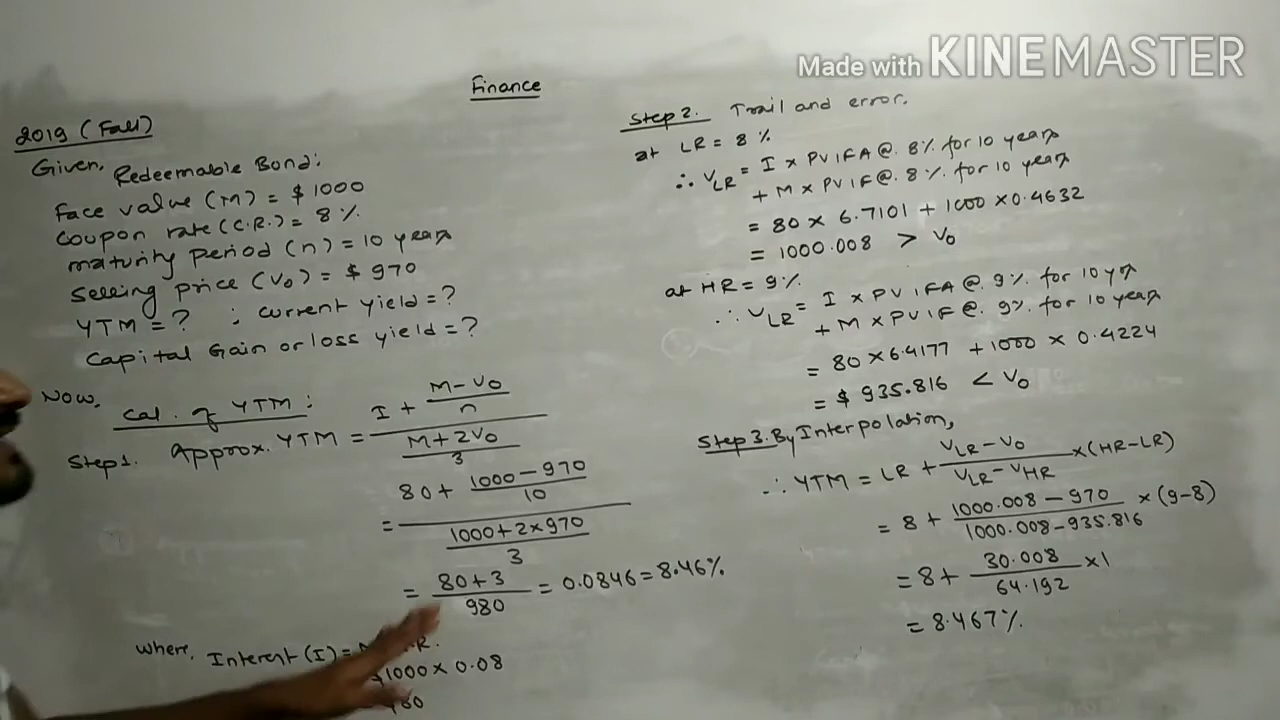 Made with KINEMASTER
Finance
2019 (Fall)
Given, Redeemable Bond:
Face value (M) = $ 1000
Coupon rate (C.R.) = 8 %
maturity period (n) = 10 years
Selling price (V₀) = $ 970
YTM = ? ; current yield = ?
Capital Gain or loss yield = ?
Now,
Cal. of YTM:
Step1. Approx. YTM = (I + (M-V₀)/n) / ((M+2V₀)/3)
= (80 + (1000-970)/10) / ((1000+2×970)/3)
= (80+3)/980 = 0.0846 = 8.46%
where, Interest (I) =
1000 × 0.08
Step2. Trail and error.
at LR = 8 %
∴ V_LR = I × PVIFA @. 8% for 10 years
+ M × PVIF @. 8% for 10 years
= 80 × 6.7101 + 1000 × 0.4632
= 1000.008 > V₀
at HR = 9%
∴ V_LR = I × PVIFA @. 9% for 10 yrs
+ M × PVIF @. 9% for 10 years
= 80 × 6.4177 + 1000 × 0.4224
= $ 935.816 < V₀
Step 3. By Interpolation,
∴ YTM = LR + (V_LR - V₀)/(V_LR - V_HR) × (HR-LR)
= 8 + (1000.008 - 970)/(1000.008 - 935.816) × (9-8)
= 8 + 30.008/64.192 × 1
= 8.467%